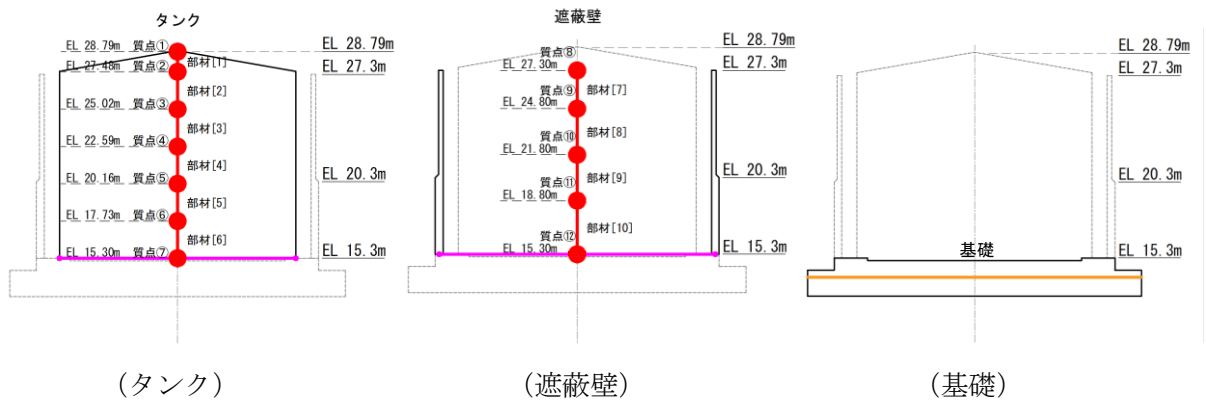 タンク
EL 28.79m 質点①
EL 28.79m
EL 27.48m 質点②
部材[1]
EL 27.3m
部材[2]
EL 25.02m 質点③
部材[3]
EL 22.59m 質点④
部材[4]
EL 20.16m 質点⑤
EL 20.3m
部材[5]
EL 17.73m 質点⑥
部材[6]
EL 15.30m 質点⑦
EL 15.3m
(タンク)
遮蔽壁
EL 28.79m
質点⑧
EL 27.30m
EL 27.3m
質点⑨
部材[7]
EL 24.80m
質点⑩
部材[8]
EL 21.80m
質点⑪
部材[9]
EL 20.3m
EL 18.80m
質点⑫
部材[10]
EL 15.30m
EL 15.3m
(遮蔽壁)
EL 28.79m
EL 27.3m
EL 20.3m
基礎
EL 15.3m
(基礎)